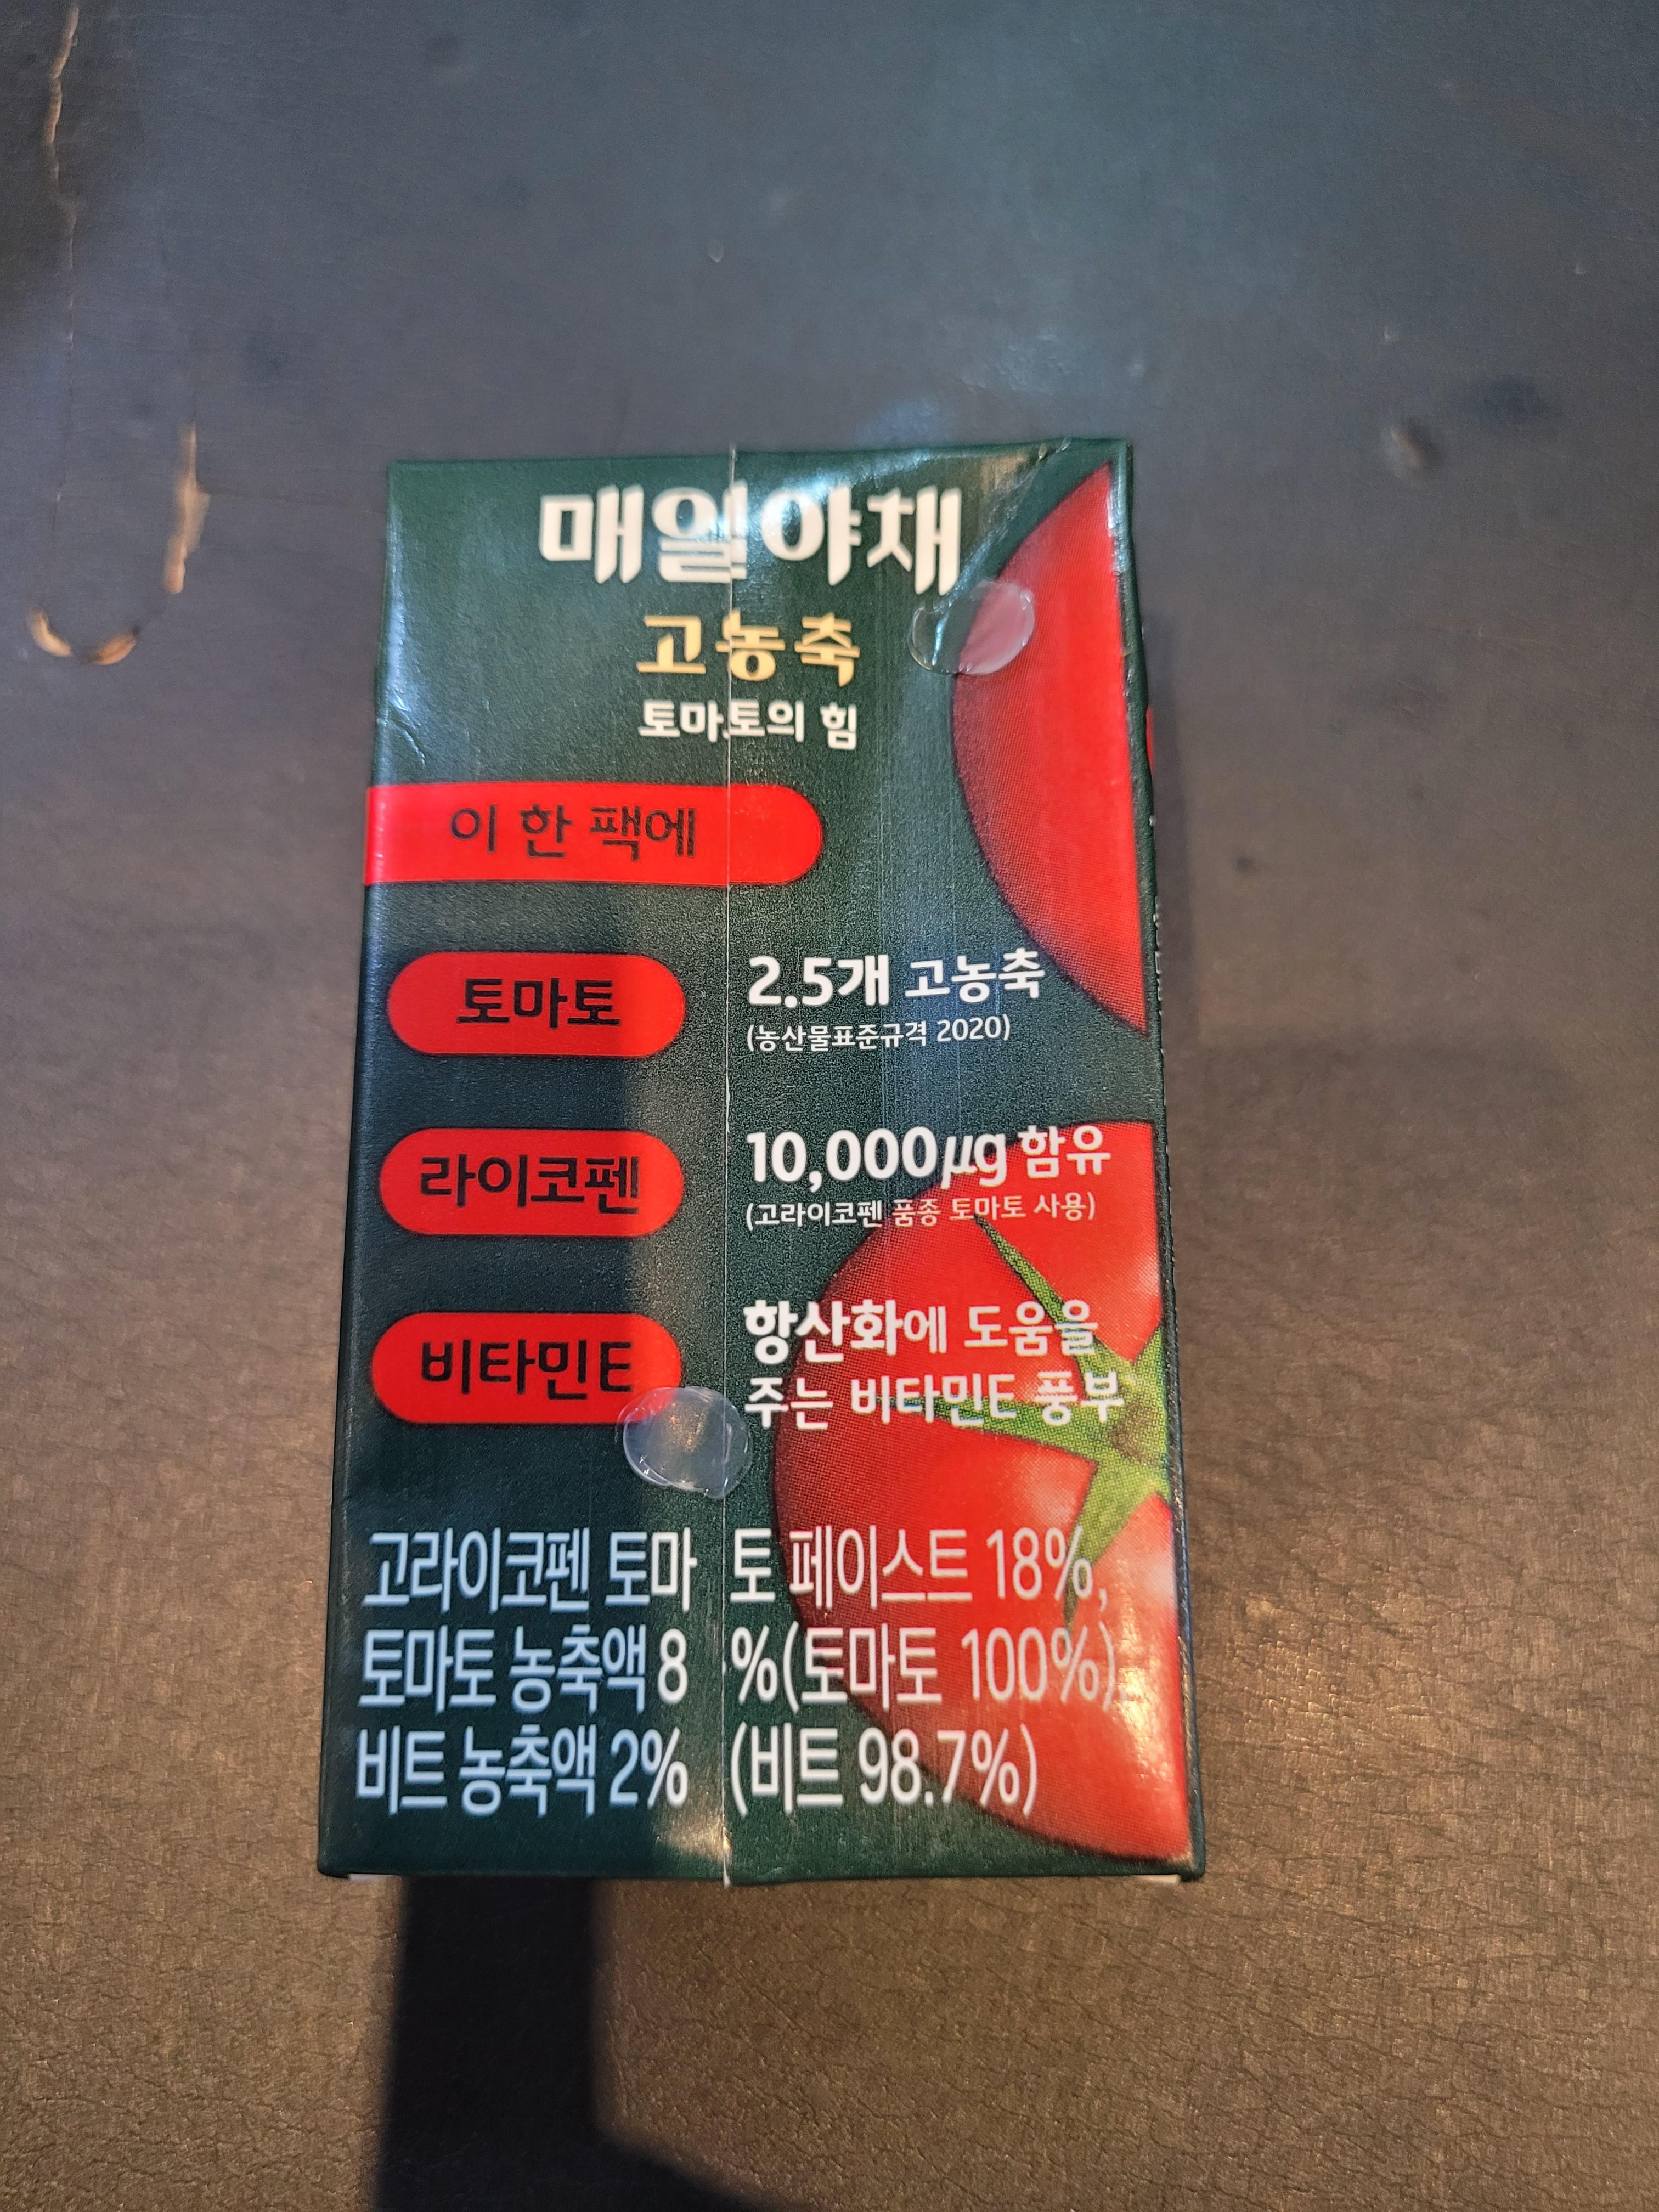 매일야채
고농축
토마토의 힘
이 한 팩에
토마토
2.5개 고농축
(농산물표준규격 2020)
라이코펜
10,000μg 함유
(고라이코펜 품종 토마토 사용)
비타민E
항산화에 도움을
주는 비타민E 풍부
고라이코펜 토마토 페이스트 18%,
토마토 농축액 8%(토마토 100%)
비트 농축액 2% (비트 98.7%)